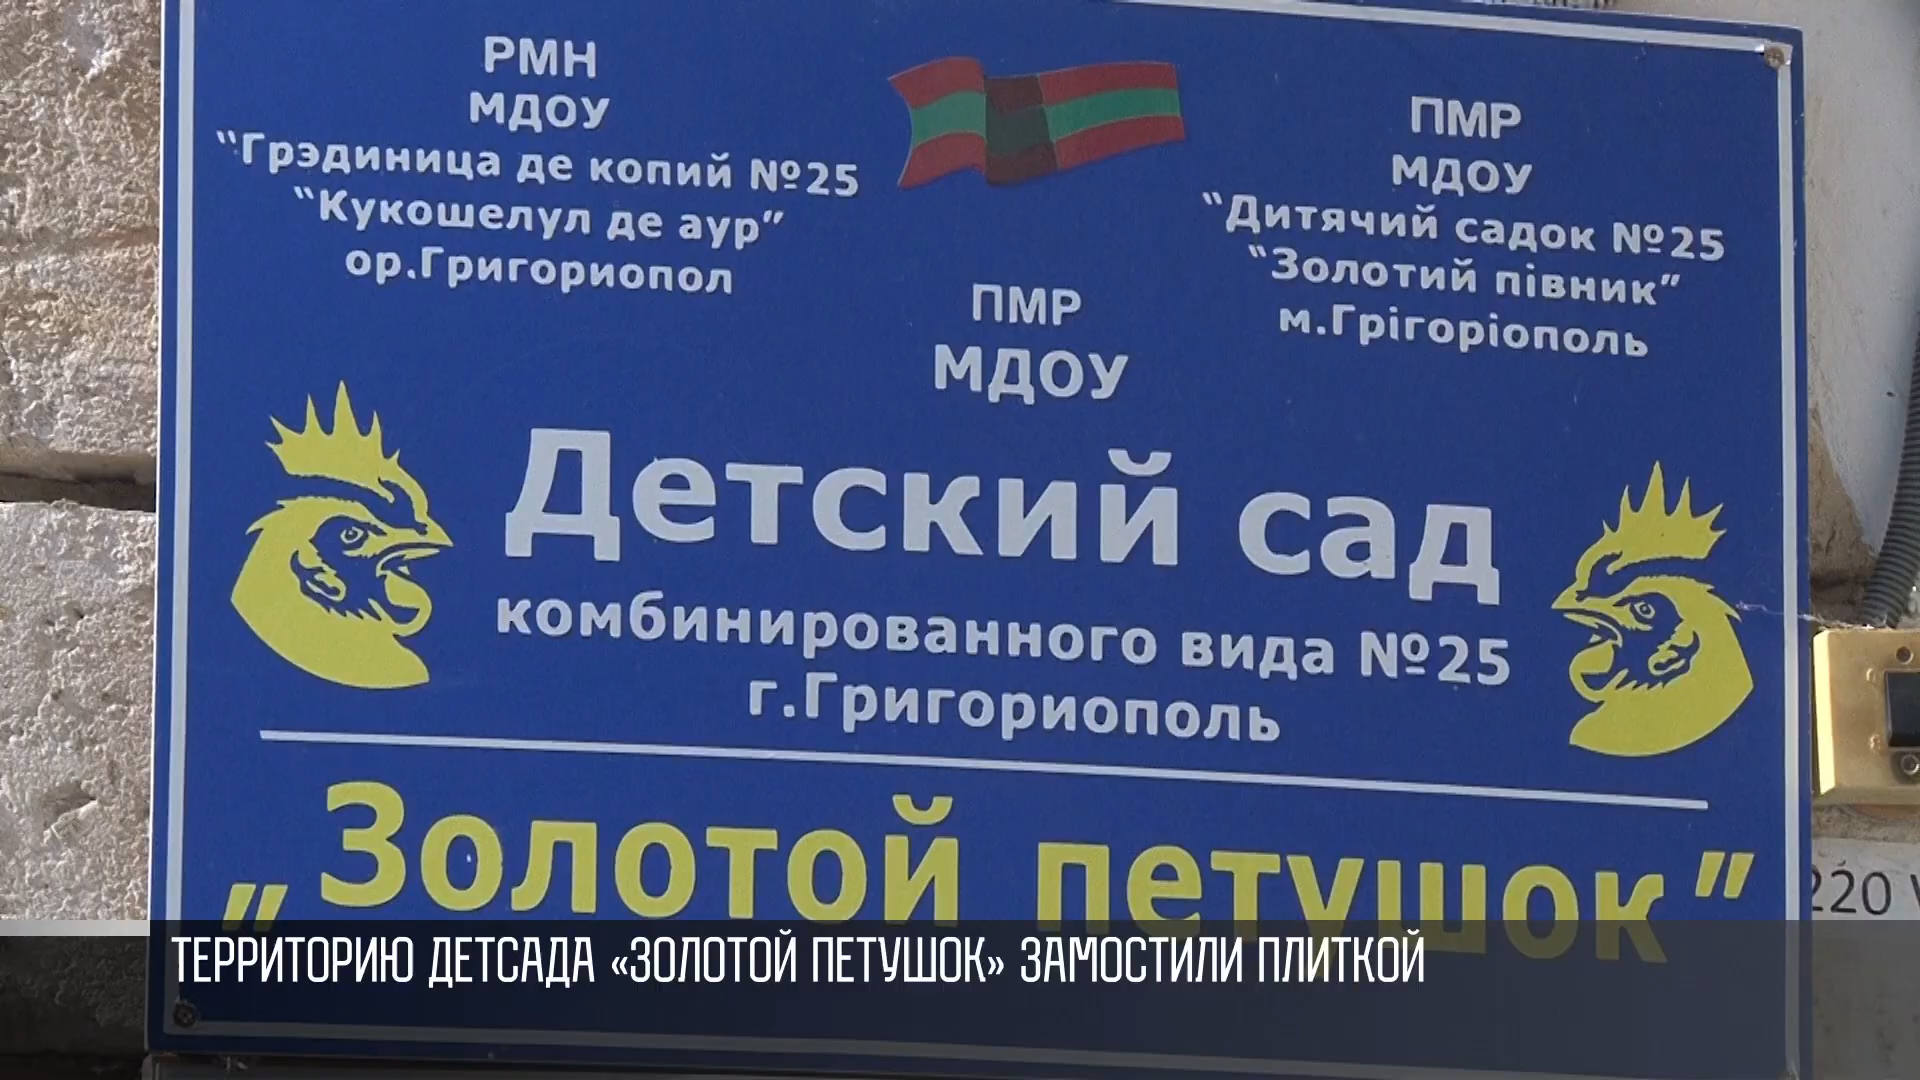 РМН
МДОУ
“Грэдиница де копий №25
“Кукошелул де аур”
ор.Григориопол
ПМР
МДОУ
“Дитячий садок №25
“Золотий півник”
м.Грігоріополь
ПМР
МДОУ
Детский сад
комбинированного вида №25
г.Григориополь
„Золотой петушок”
220
ТЕРРИТОРИЮ ДЕТСАДА «ЗОЛОТОЙ ПЕТУШОК» ЗАМОСТИЛИ ПЛИТКОЙ